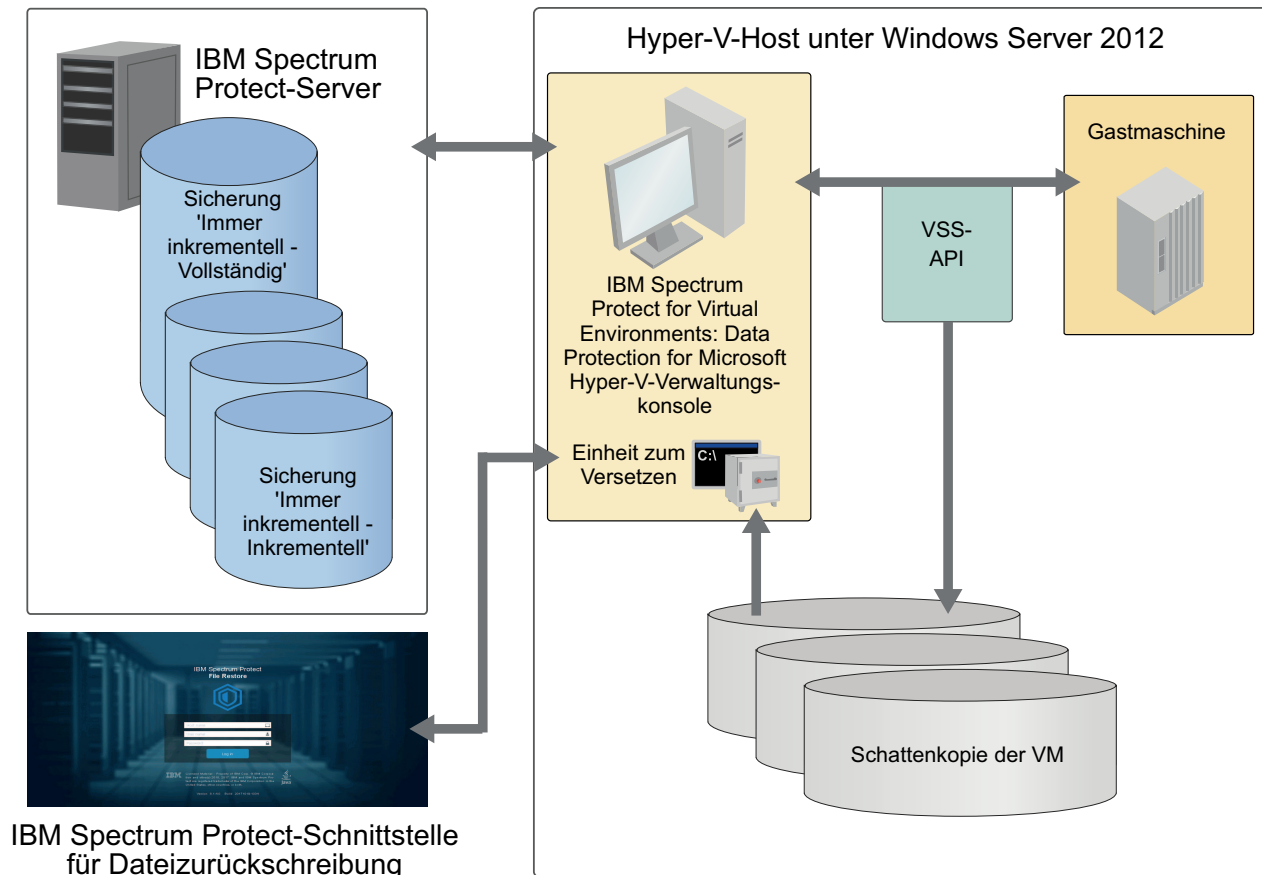 IBM Spectrum
Protect-Server
Sicherung
'Immer
inkrementell -
Vollständig'
Sicherung
'Immer
inkrementell -
Inkrementell'
IBM Spectrum Protect
File Restore
Log In
IBM
IBM Spectrum Protect-Schnittstelle
für Dateizurückschreibung
Hyper-V-Host unter Windows Server 2012
IBM Spectrum
Protect for Virtual
Environments: Data
Protection for Microsoft
Hyper-V-Verwaltungs-
konsole
Einheit zum
Versetzen
C:\
VSS-
API
Gastmaschine
Schattenkopie der VM